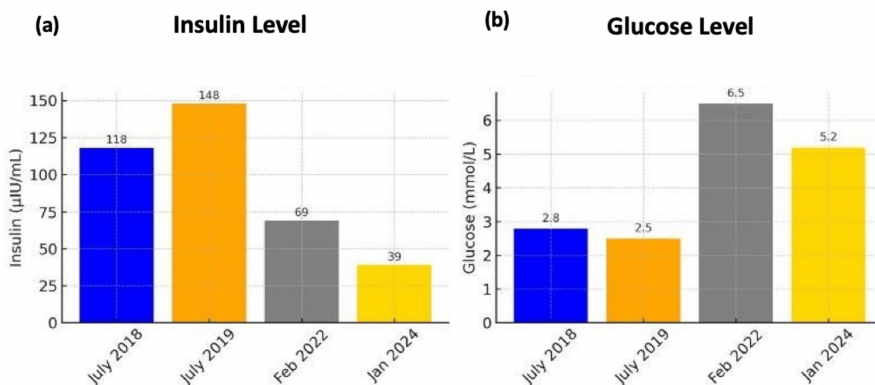 (a) Insulin Level
Insulin (μIU/mL)
150
125
100
75
50
25
0
118
148
69
39
July 2018
July 2019
Feb 2022
Jan 2024
(b) Glucose Level
Glucose (mmol/L)
6
5
4
3
2
1
0
2.8
2.5
6.5
5.2
July 2018
July 2019
Feb 2022
Jan 2024